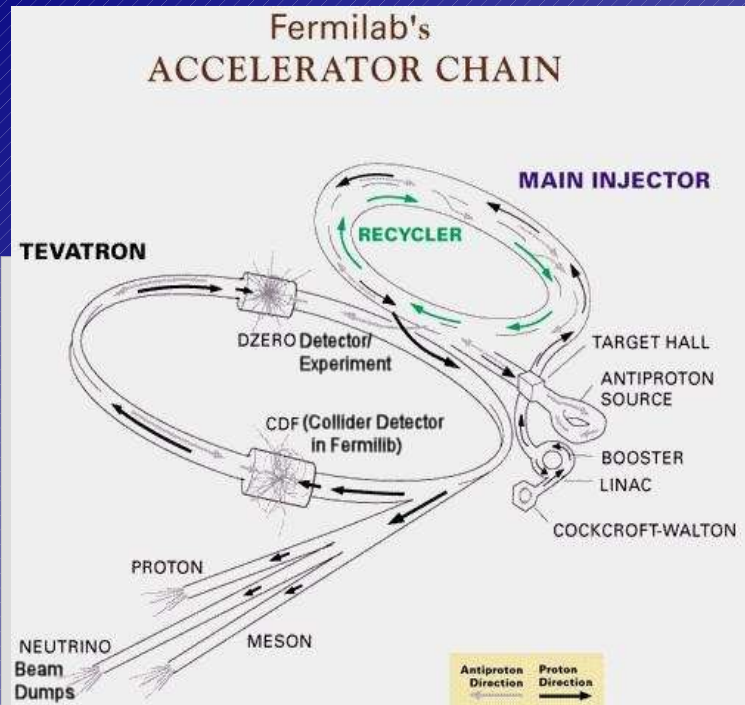 Fermilab's
ACCELERATOR CHAIN
MAIN INJECTOR
RECYCLER
TEVATRON
DZERO Detector/
Experiment
TARGET HALL
ANTIPROTON
SOURCE
CDF (Collider Detector
in Fermilib)
BOOSTER
LINAC
COCKCROFT-WALTON
PROTON
NEUTRINO
MESON
Beam
Dumps
Antiproton Proton
Direction Direction